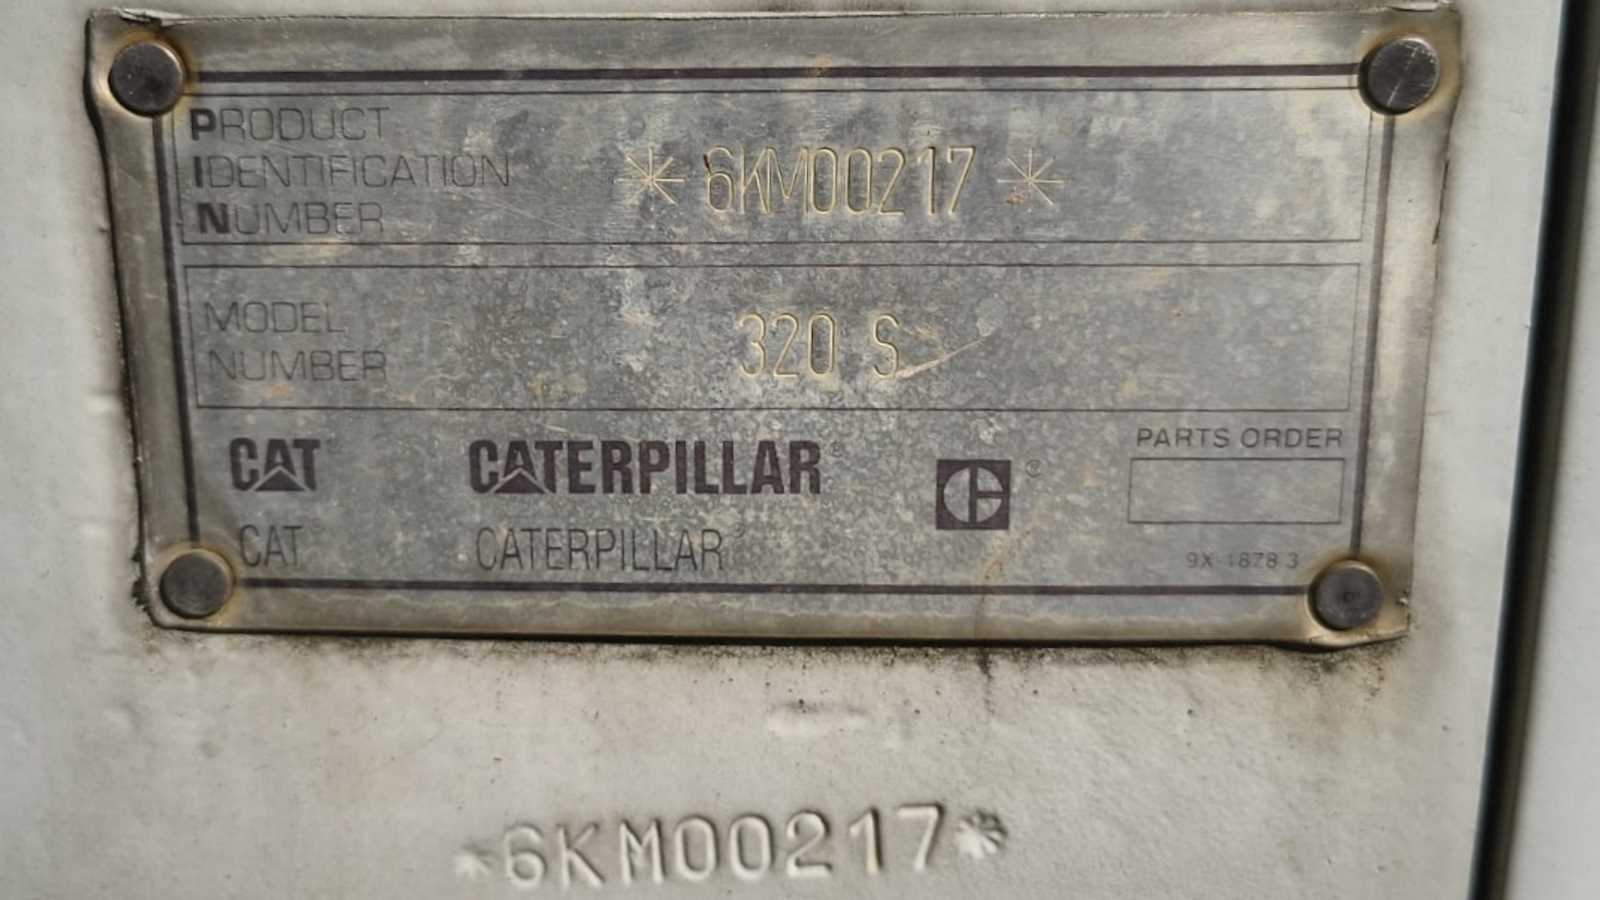 PRODUCT
IDENTIFICATION
NUMBER
*6KM00217*
MODEL
NUMBER
320 S
CAT CATERPILLAR® ®
CAT CATERPILLAR®
PARTS ORDER
9X-1878 3
*6KM00217*